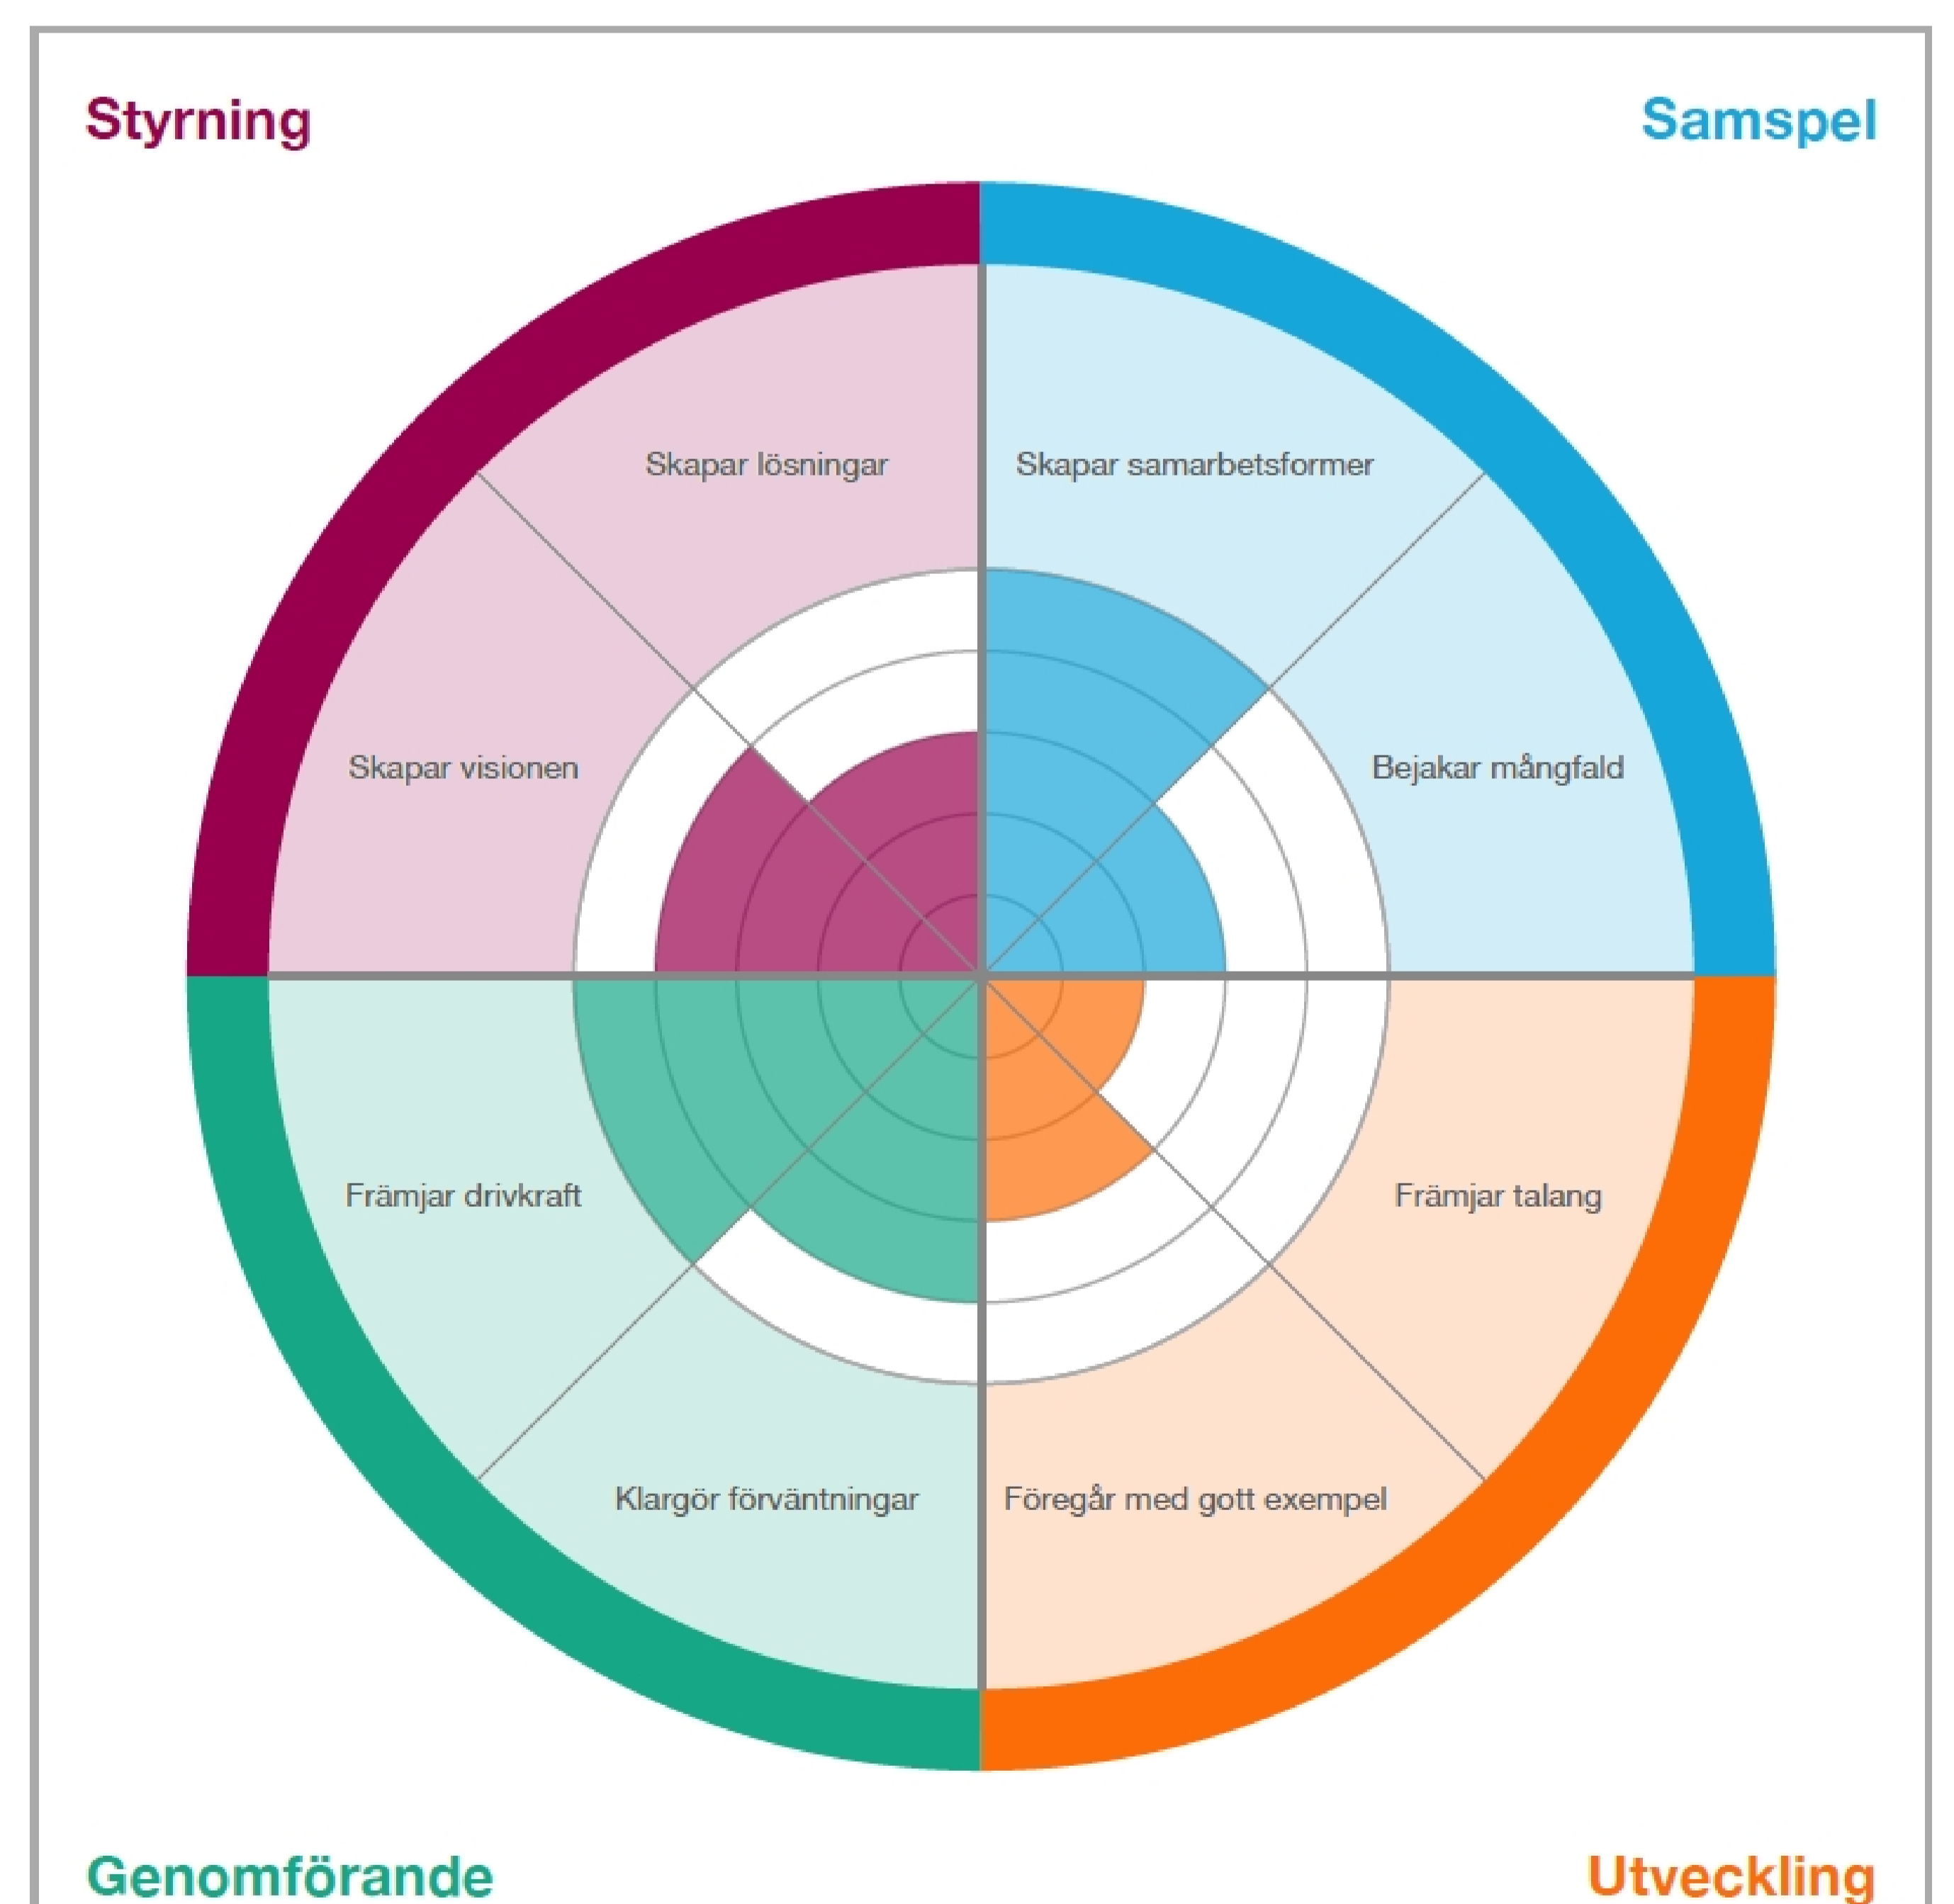 Styrning
Samspel
Skapar lösningar
Skapar samarbetsformer
Skapar visionen
Bejakar mångfald
Främjar drivkraft
Främjar talang
Klargör förväntningar
Föregår med gott exempel
Genomförande
Utveckling